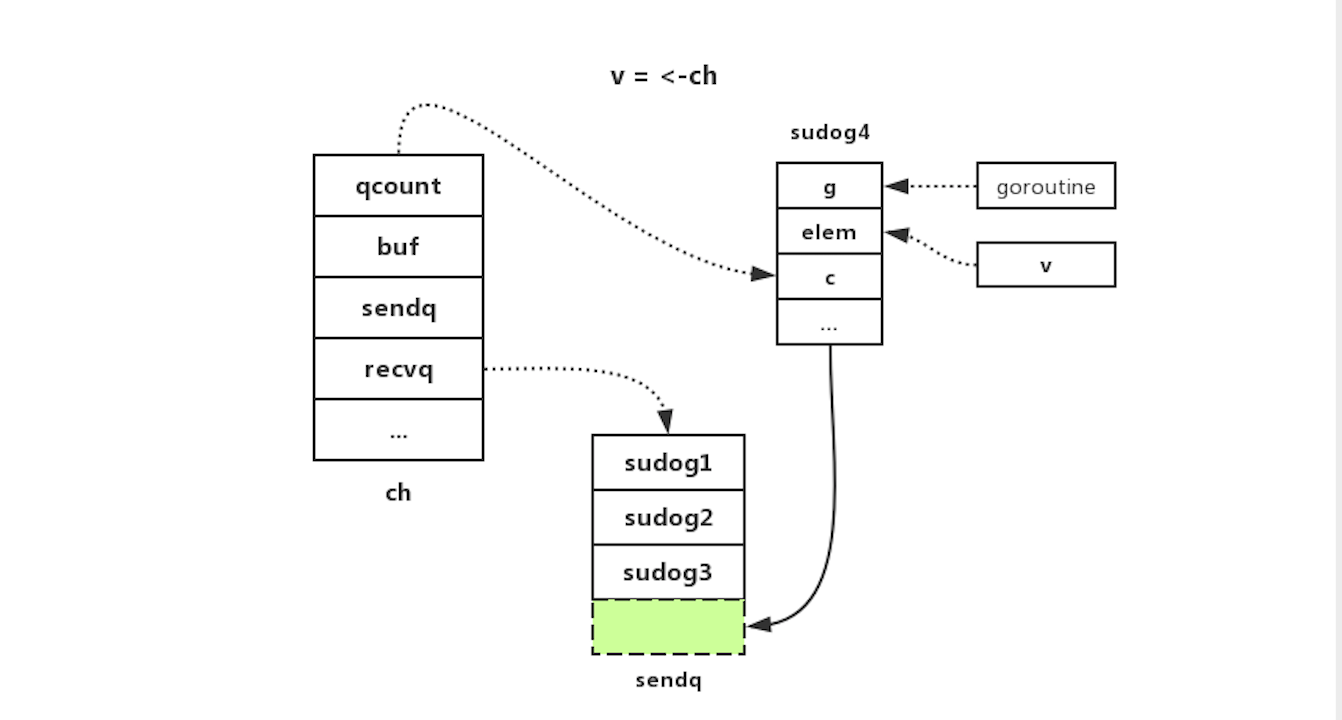 v = <-ch
qcount
buf
sendq
recvq
...
ch
sudog4
g
elem
c
...
goroutine
v
sudog1
sudog2
sudog3
sendq